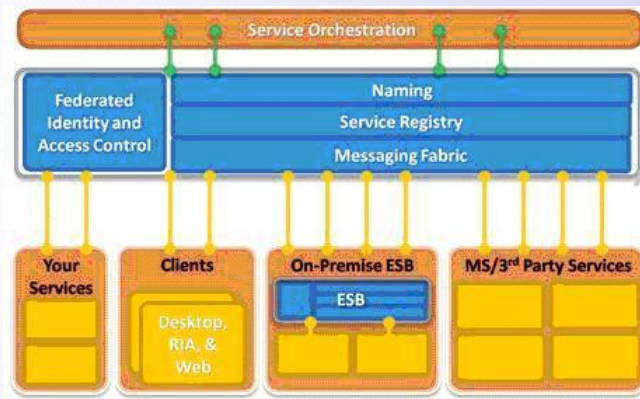 Service Orchestration
Federated
Identity and
Access Control
Naming
Service Registry
Messaging Fabric
Your
Services
Clients
Desktop,
RIA, &
Web
On-Premise ESB
ESB
MS/3rd Party Services